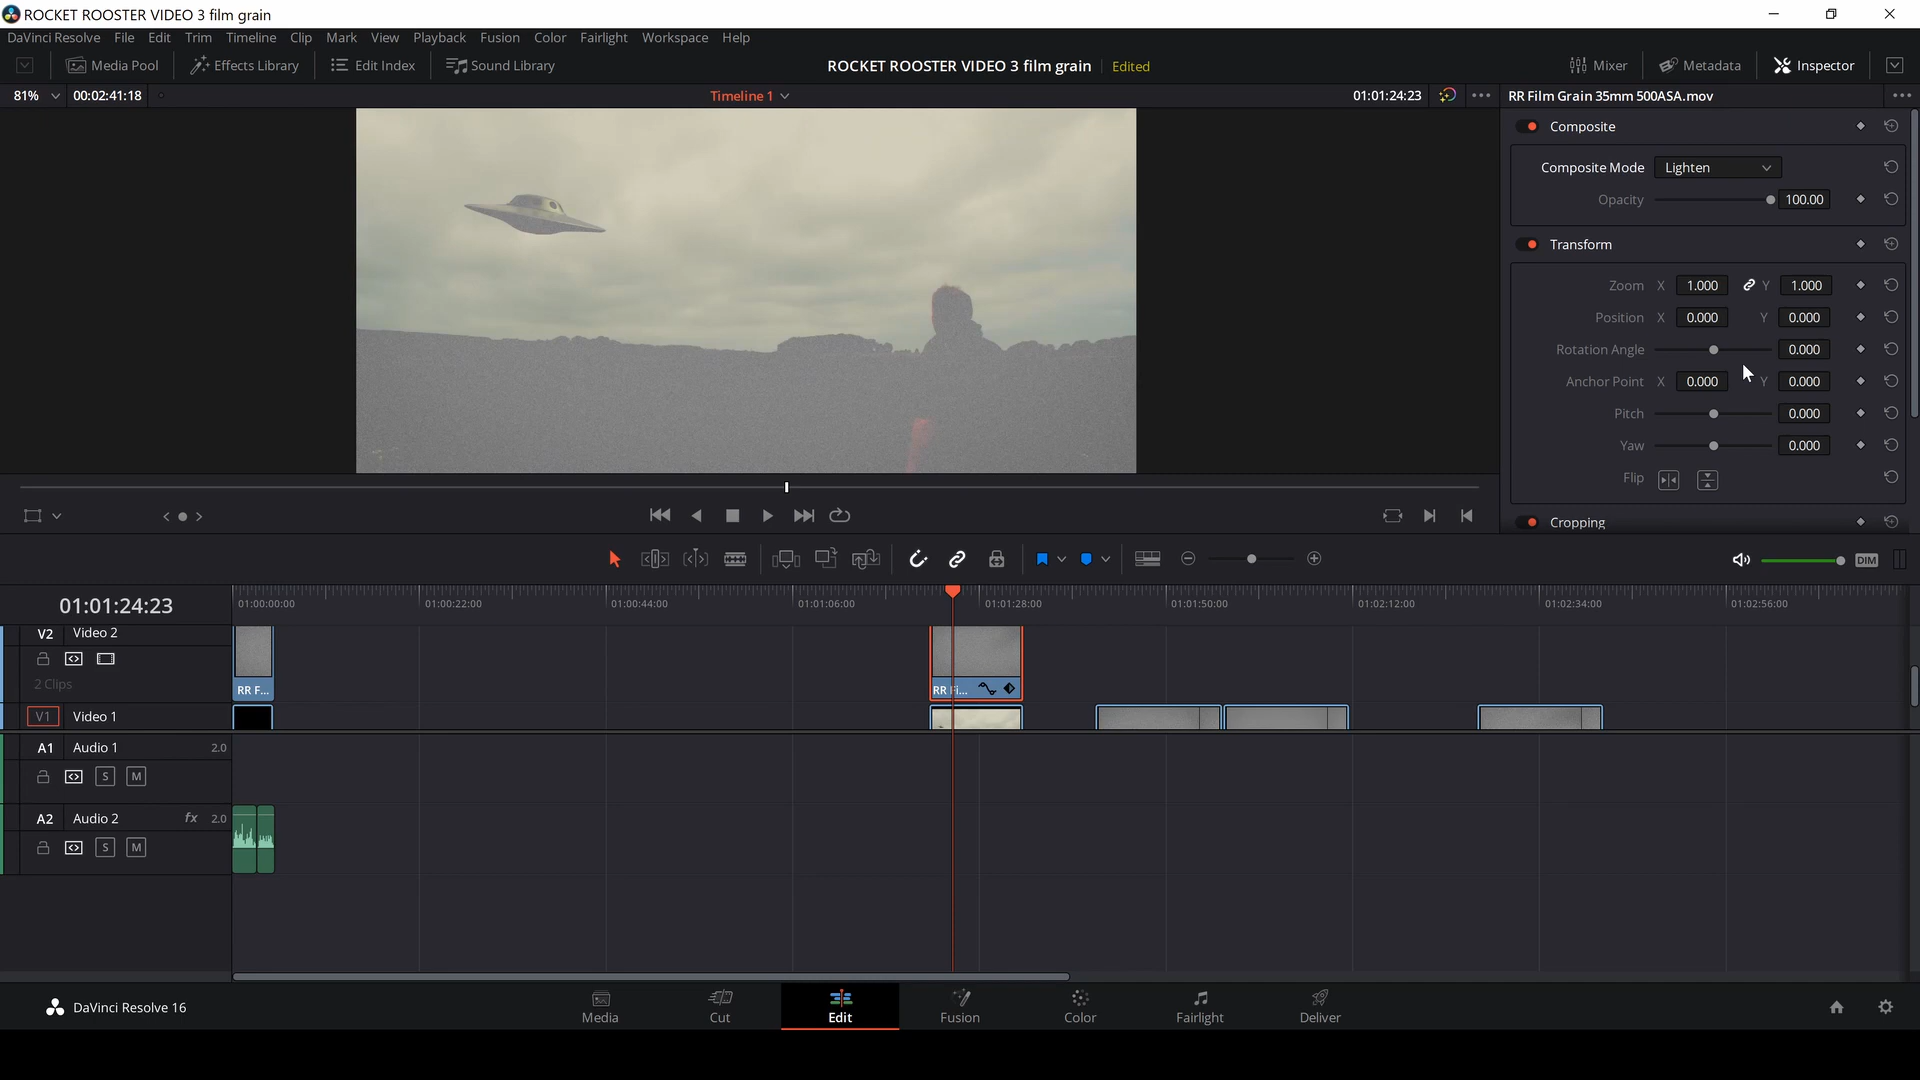 ROCKET ROOSTER VIDEO 3 film grain
DaVinci Resolve File Edit Trim Timeline Clip Mark View Playback Fusion Color Fairlight Workspace Help
Media Pool Effects Library Edit Index Sound Library ROCKET ROOSTER VIDEO 3 film grain Edited Mixer Metadata Inspector
81% 00:02:41:18 Timeline 1 01:01:24:23 RR Film Grain 35mm 500ASA.mov
Composite
Composite Mode Lighten
Opacity 100.00
Transform
Zoom X 1.000 Y 1.000
Position X 0.000 Y 0.000
Rotation Angle 0.000
Anchor Point X 0.000 Y 0.000
Pitch 0.000
Yaw 0.000
Flip
Cropping
DIM
01:01:24:23 01:00:00:00 01:00:22:00 01:00:44:00 01:01:06:00 01:01:28:00 01:01:50:00 01:02:12:00 01:02:34:00 01:02:56:00
V2 Video 2
2 Clips
RR F... RR Fi...
V1 Video 1
A1 Audio 1 2.0
S M
A2 Audio 2 fx 2.0
S M
DaVinci Resolve 16
Media Cut Edit Fusion Color Fairlight Deliver